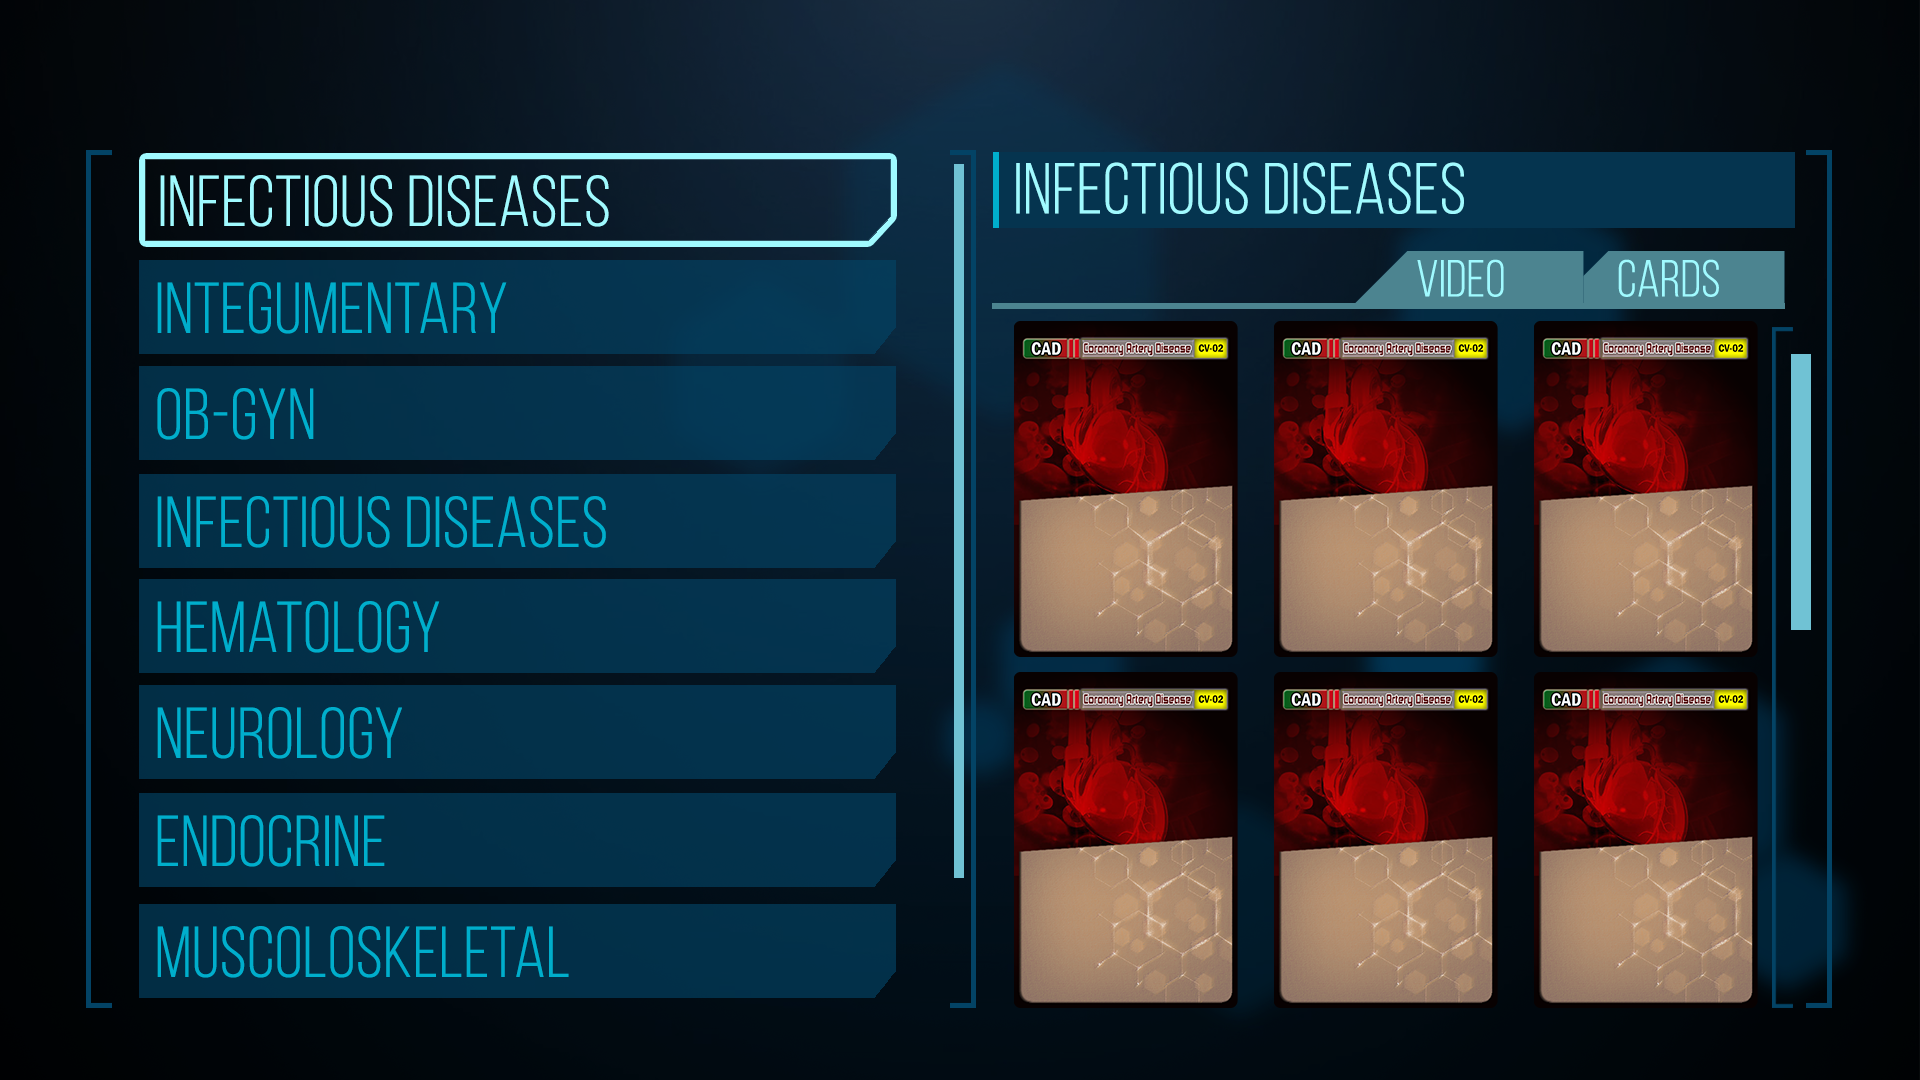 INFECTIOUS DISEASES
INTEGUMENTARY
OB-GYN
INFECTIOUS DISEASES
HEMATOLOGY
NEUROLOGY
ENDOCRINE
MUSCOLOSKELETAL
INFECTIOUS DISEASES
VIDEO CARDS
CAD Coronary Artery Disease CV-02
CAD Coronary Artery Disease CV-02
CAD Coronary Artery Disease CV-02
CAD Coronary Artery Disease CV-02
CAD Coronary Artery Disease CV-02
CAD Coronary Artery Disease CV-02